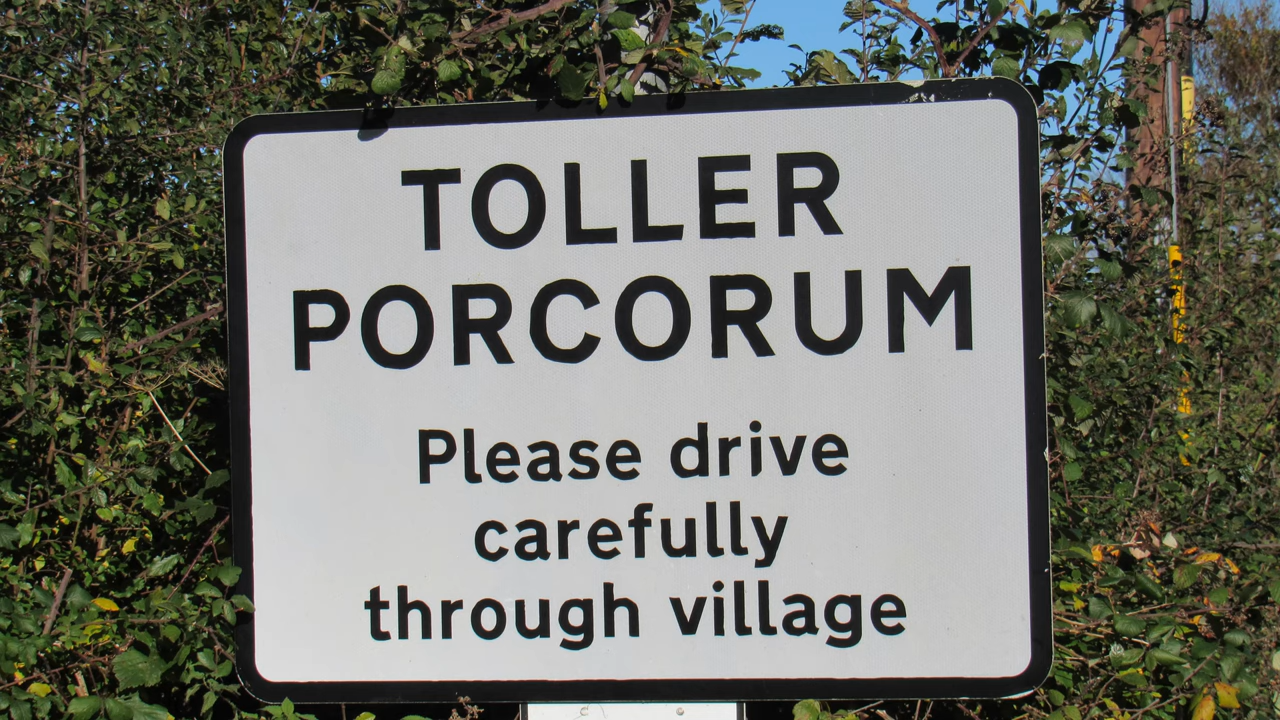 TOLLER
PORCORUM
Please drive
carefully
through village